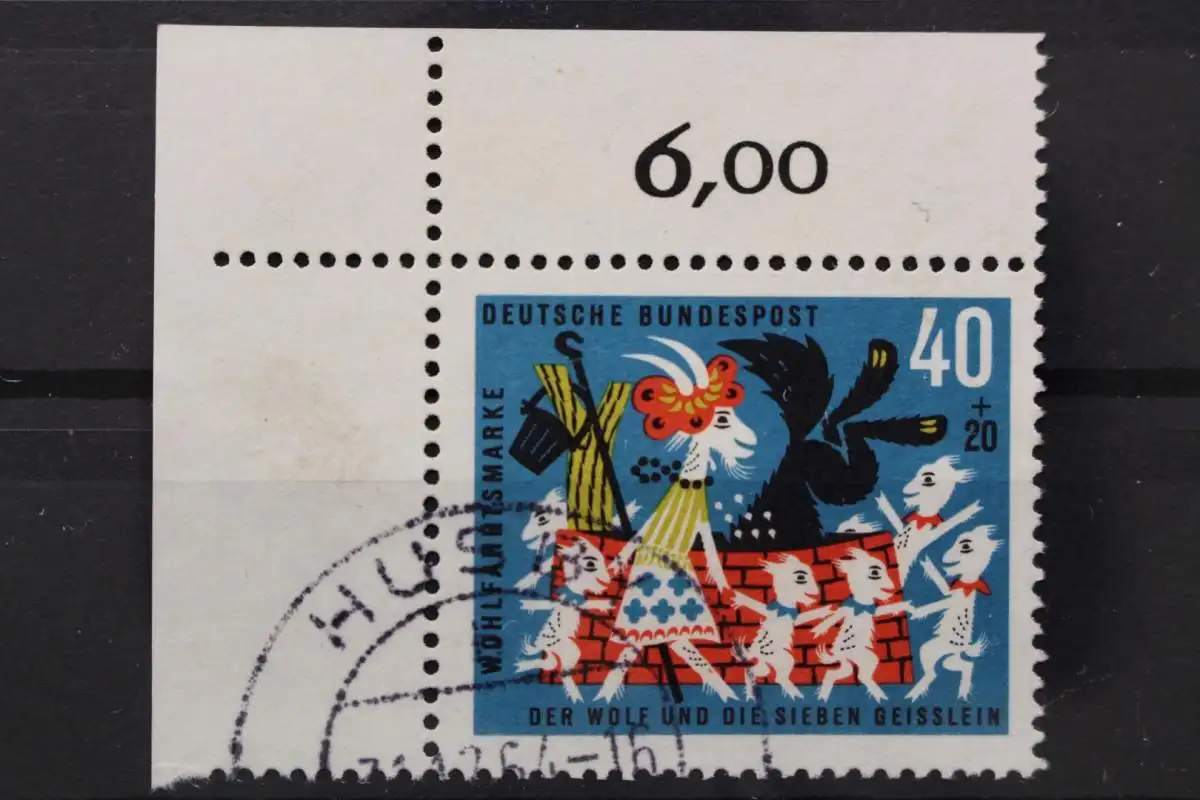 6,00
DEUTSCHE BUNDESPOST
40
+
20
WOHLFAHRTSMARKE
DER WOLF UND DIE SIEBEN GEISSLEIN